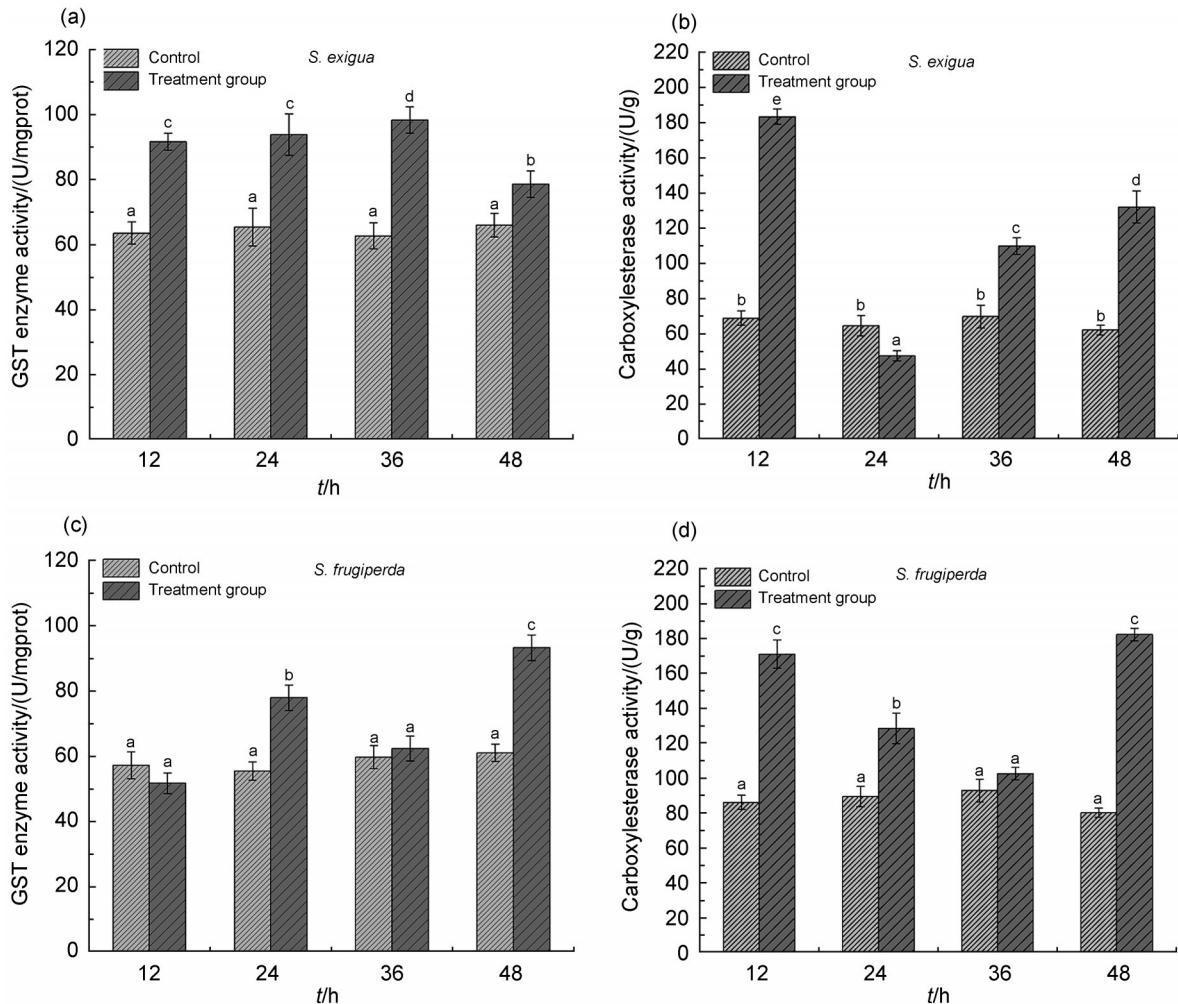 (a)
Control
Treatment group
S. exigua
GST enzyme activity/(U/mgprot)
120
100
80
60
40
20
0
a
c
a
c
a
d
a
b
12
24
36
48
t/h
(b)
Control
Treatment group
S. exigua
Carboxylesterase activity/(U/g)
220
200
180
160
140
120
100
80
60
40
20
0
b
e
b
a
b
c
b
d
12
24
36
48
t/h
(c)
Control
Treatment group
S. frugiperda
GST enzyme activity/(U/mgprot)
120
100
80
60
40
20
0
a
a
a
b
a
a
a
c
12
24
36
48
t/h
(d)
Control
Treatment group
S. frugiperda
Carboxylesterase activity/(U/g)
220
200
180
160
140
120
100
80
60
40
20
0
a
c
a
b
a
a
a
c
12
24
36
48
t/h